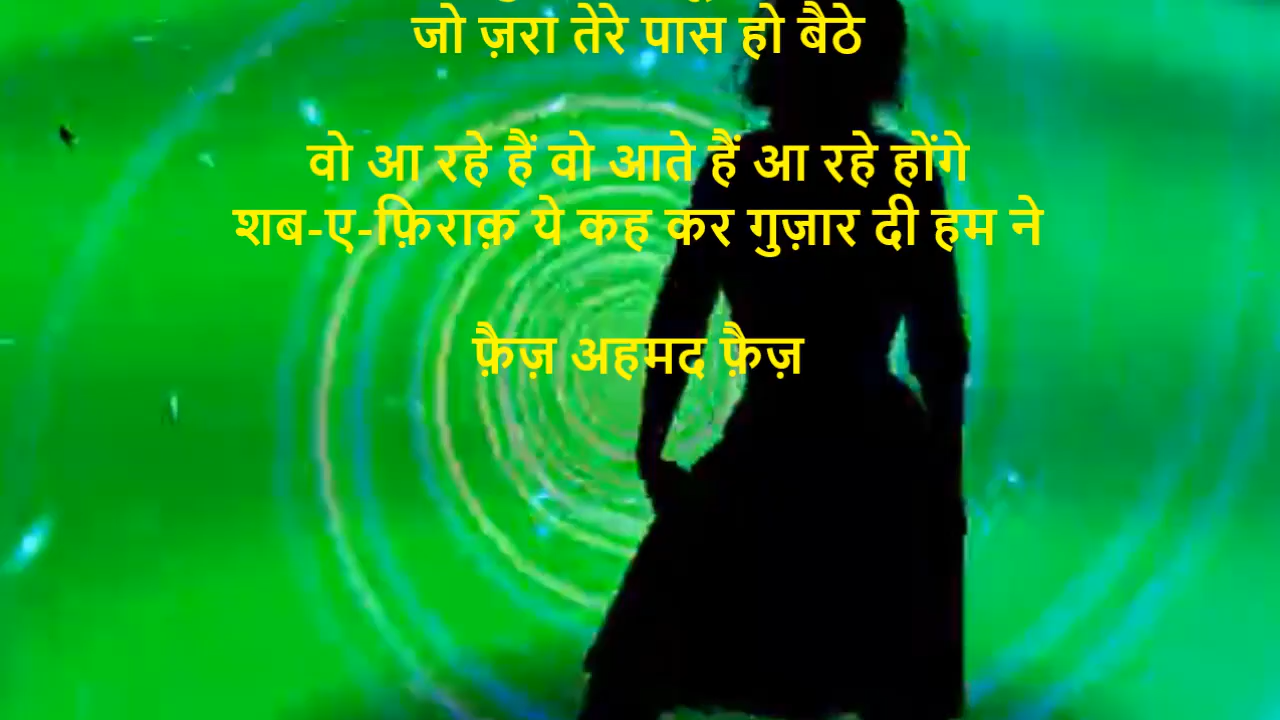 जो ज़रा तेरे पास हो बैठे
वो आ रहे हैं वो आते हैं आ रहे होंगे
शब-ए-फ़िराक़ ये कह कर गुज़ार दी हम ने
फ़ैज़ अहमद फ़ैज़